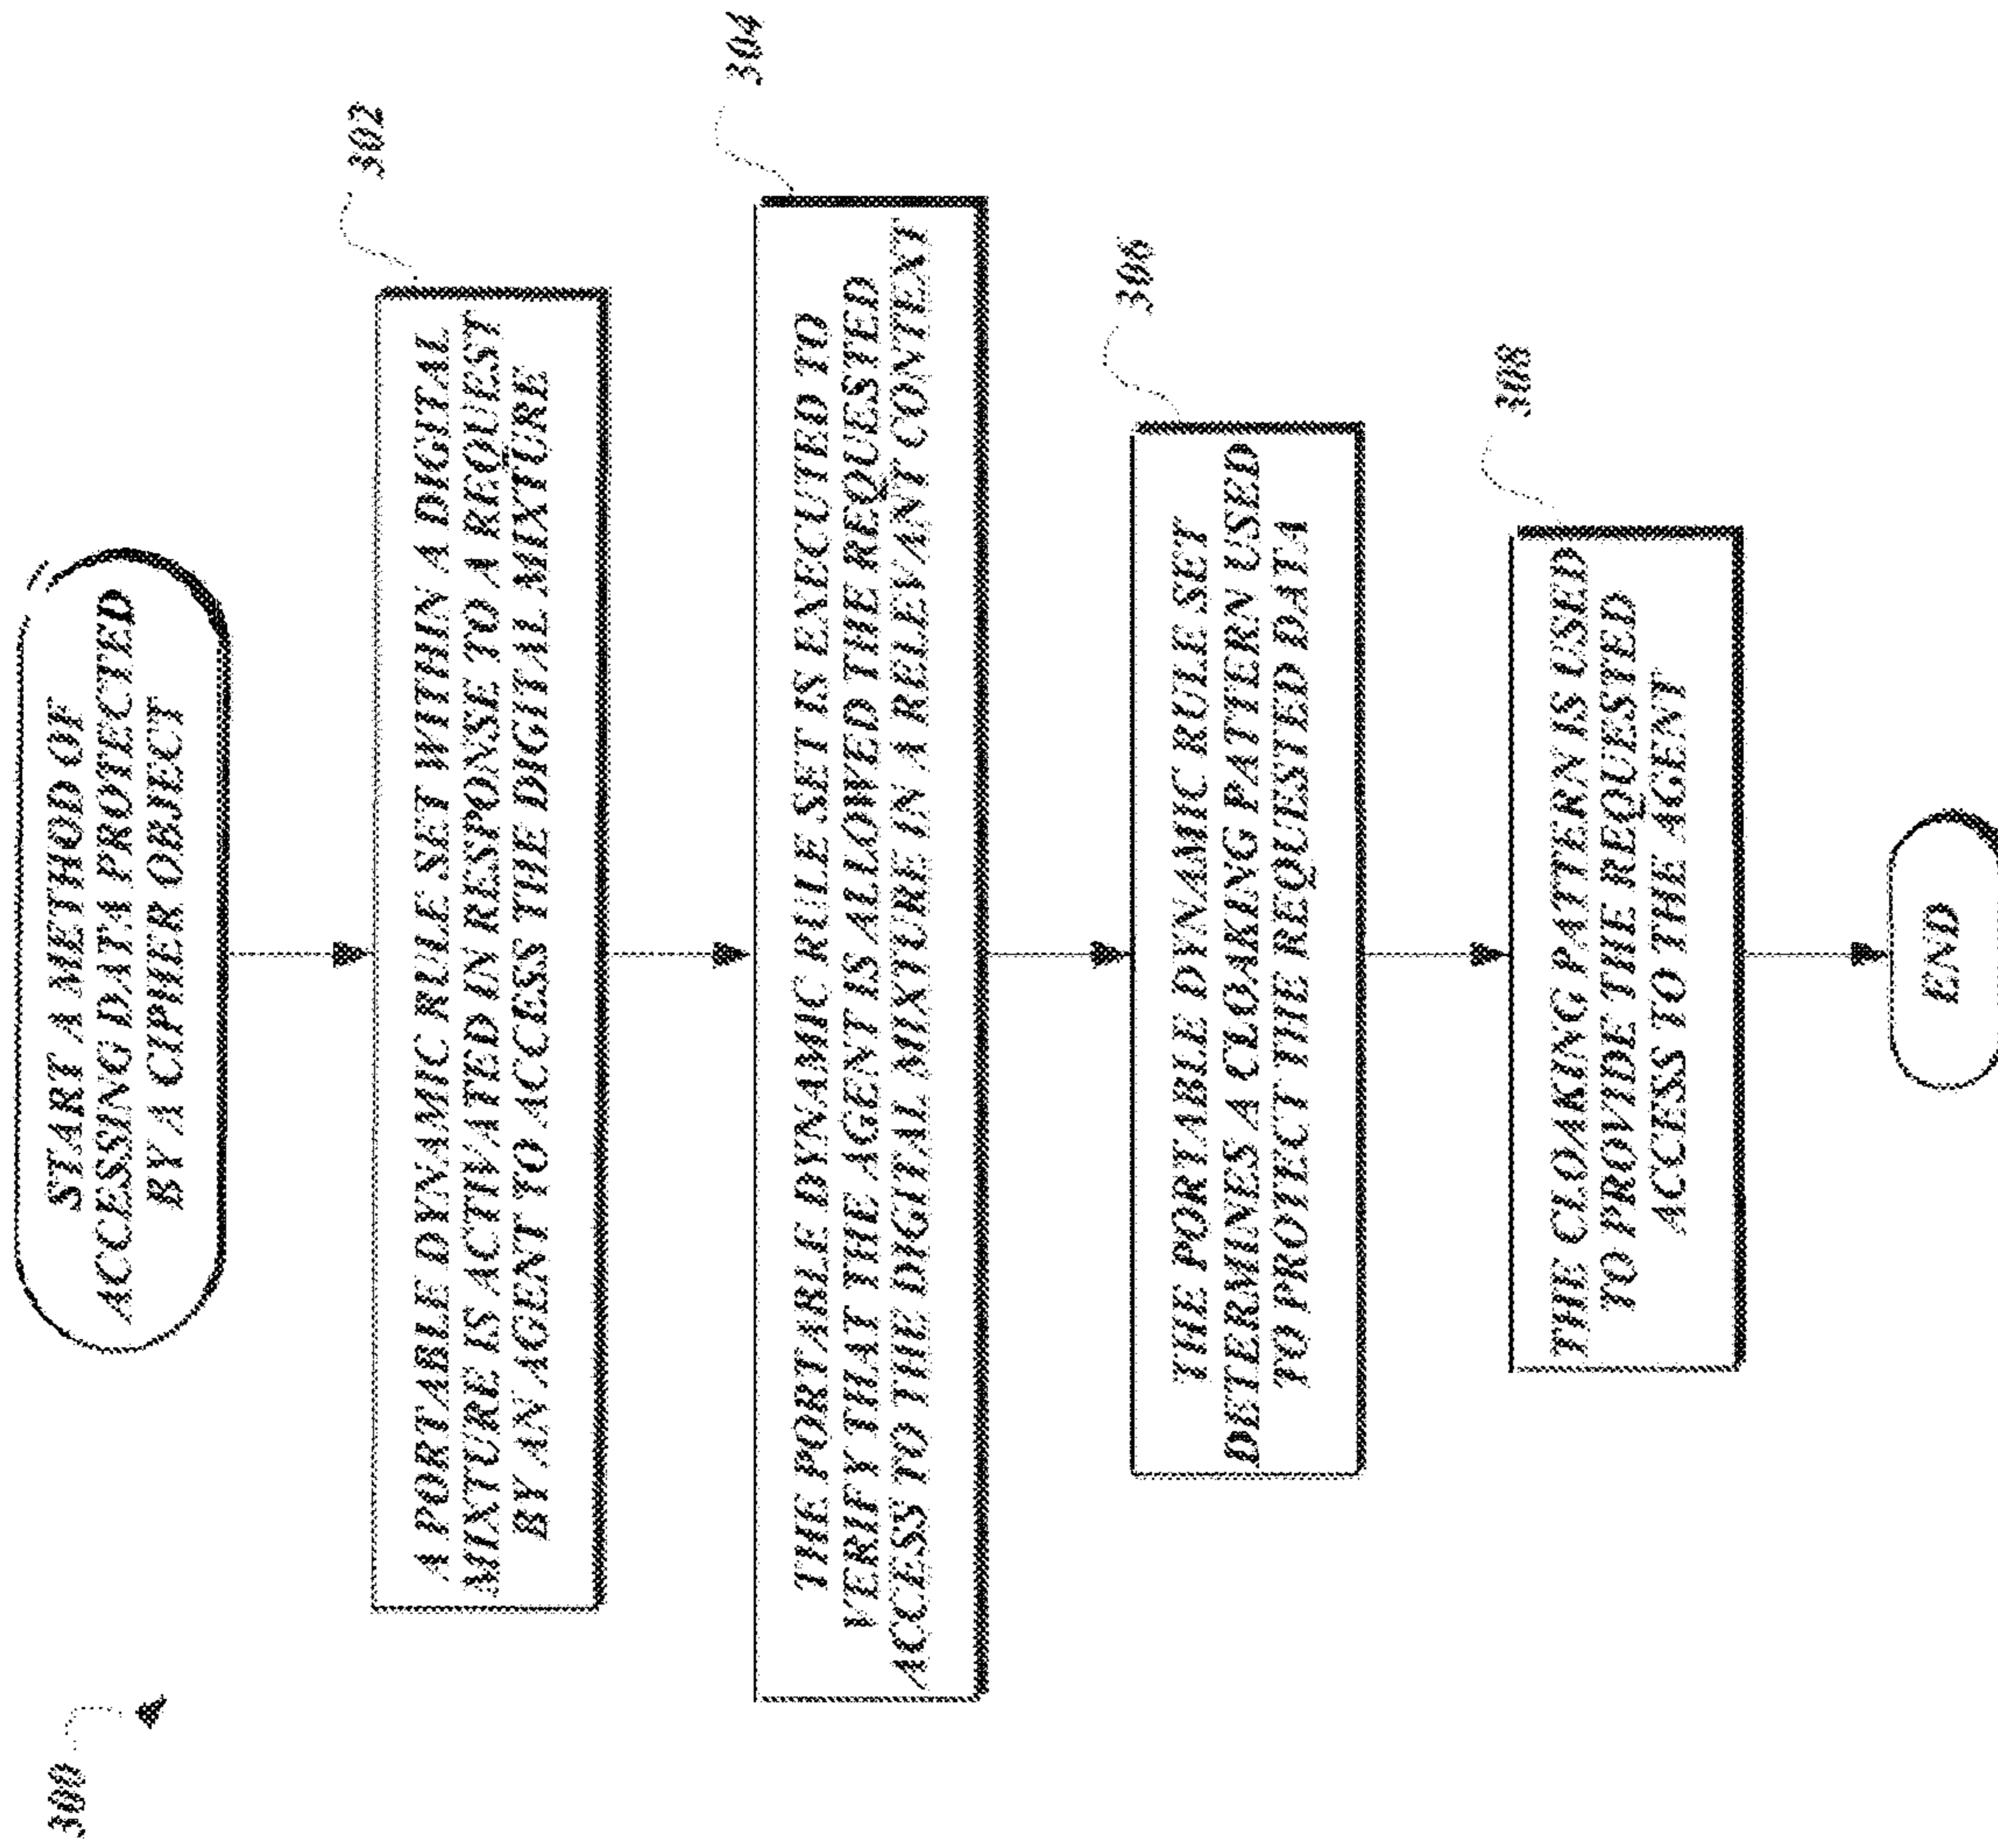 300
START A METHOD OF
ACCESSING DATA PROTECTED
BY A CIPHER OBJECT
302
A PORTABLE DYNAMIC RULE SET WITHIN A DIGITAL
MIXTURE IS ACTIVATED IN RESPONSE TO A REQUEST
BY AN AGENT TO ACCESS THE DIGITAL MIXTURE
304
THE PORTABLE DYNAMIC RULE SET IS EXECUTED TO
VERIFY THAT THE AGENT IS ALLOWED THE REQUESTED
ACCESS TO THE DIGITAL MIXTURE IN A RELEVANT CONTEXT
306
THE PORTABLE DYNAMIC RULE SET
DETERMINES A CLOAKING PATTERN USED
TO PROTECT THE REQUESTED DATA
308
THE CLOAKING PATTERN IS USED
TO PROVIDE THE REQUESTED
ACCESS TO THE AGENT
END